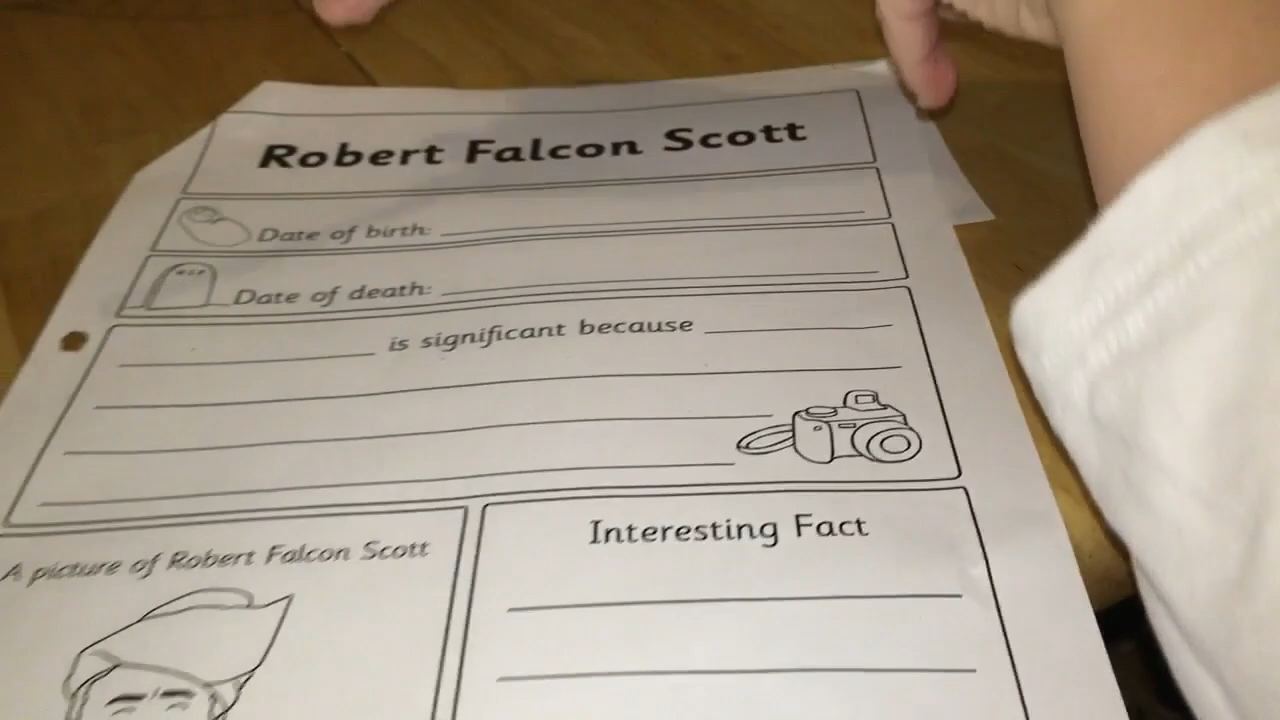 Robert Falcon Scott
Date of birth:
Date of death:
is significant because
A picture of Robert Falcon Scott
Interesting Fact